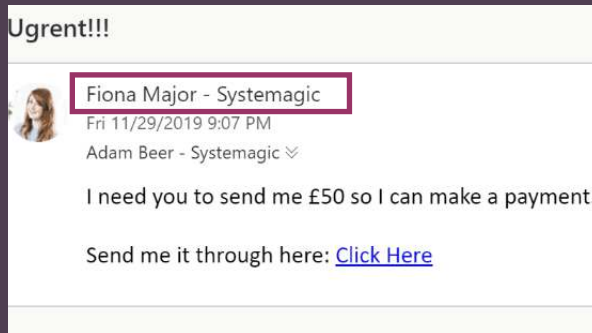 Ugrent!!!
Fiona Major - Systemagic
Fri 11/29/2019 9:07 PM
Adam Beer - Systemagic
I need you to send me £50 so I can make a payment
Send me it through here: Click Here